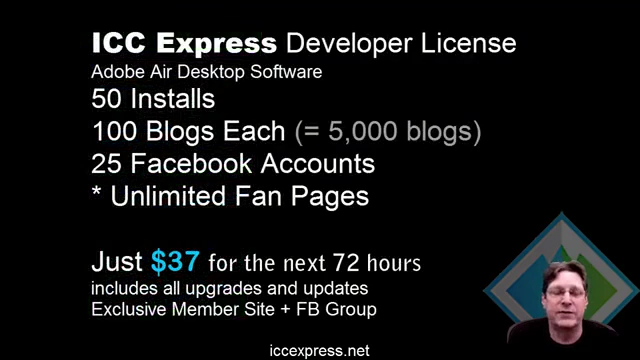 ICC Express Developer License
Adobe Air Desktop Software
50 Installs
100 Blogs Each (= 5,000 blogs)
25 Facebook Accounts
* Unlimited Fan Pages
Just $37 for the next 72 hours
includes all upgrades and updates
Exclusive Member Site + FB Group
iccexpress.net